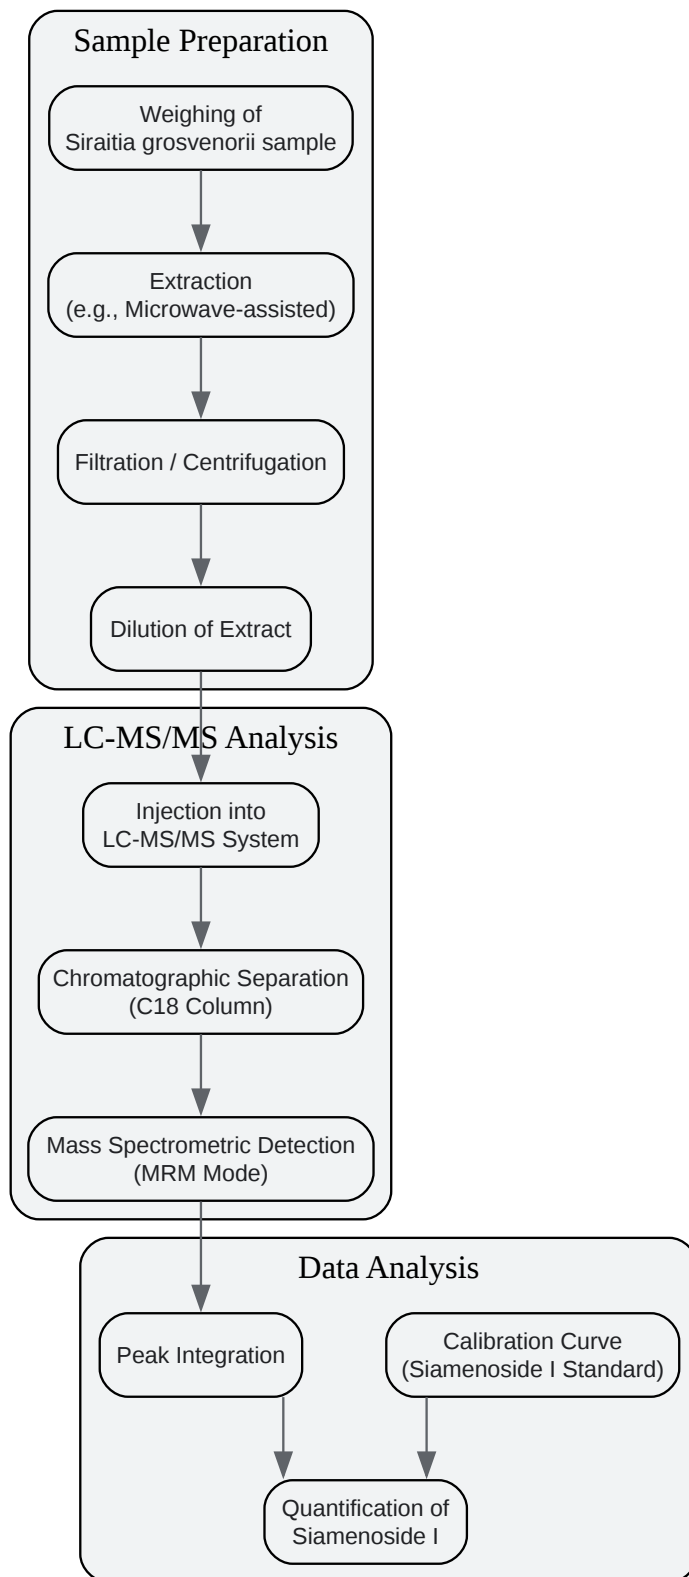 Sample Preparation
Weighing of
Siraitia grosvenorii sample
Extraction
(e.g., Microwave-assisted)
Filtration / Centrifugation
Dilution of Extract
LC-MS/MS Analysis
Injection into
LC-MS/MS System
Chromatographic Separation
(C18 Column)
Mass Spectrometric Detection
(MRM Mode)
Data Analysis
Peak Integration
Calibration Curve
(Siamenoside I Standard)
Quantification of
Siamenoside I